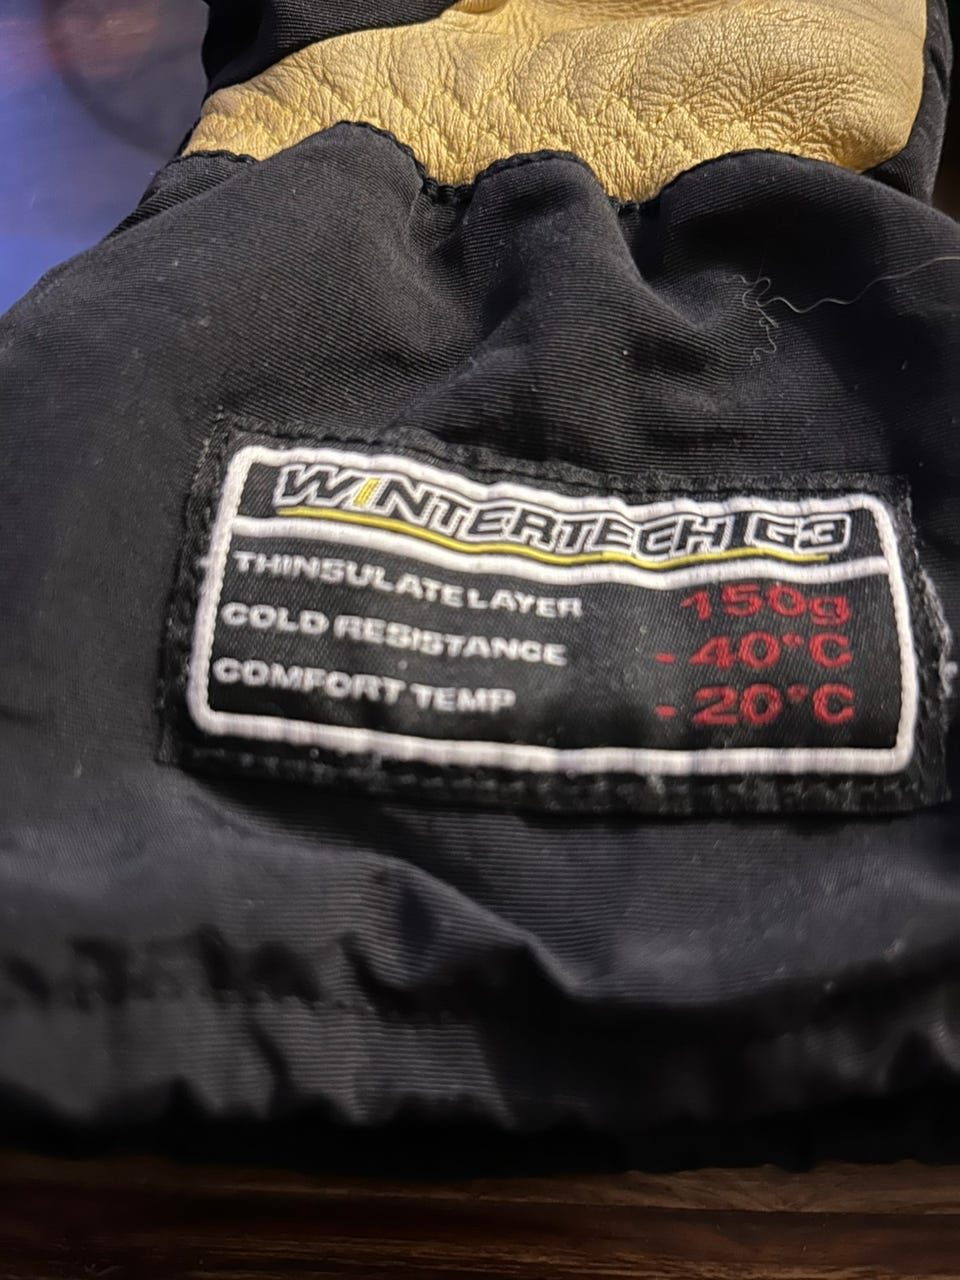 WINTERTECH G3
THINSULATE LAYER 150g
COLD RESISTANCE - 40°C
COMFORT TEMP - 20°C